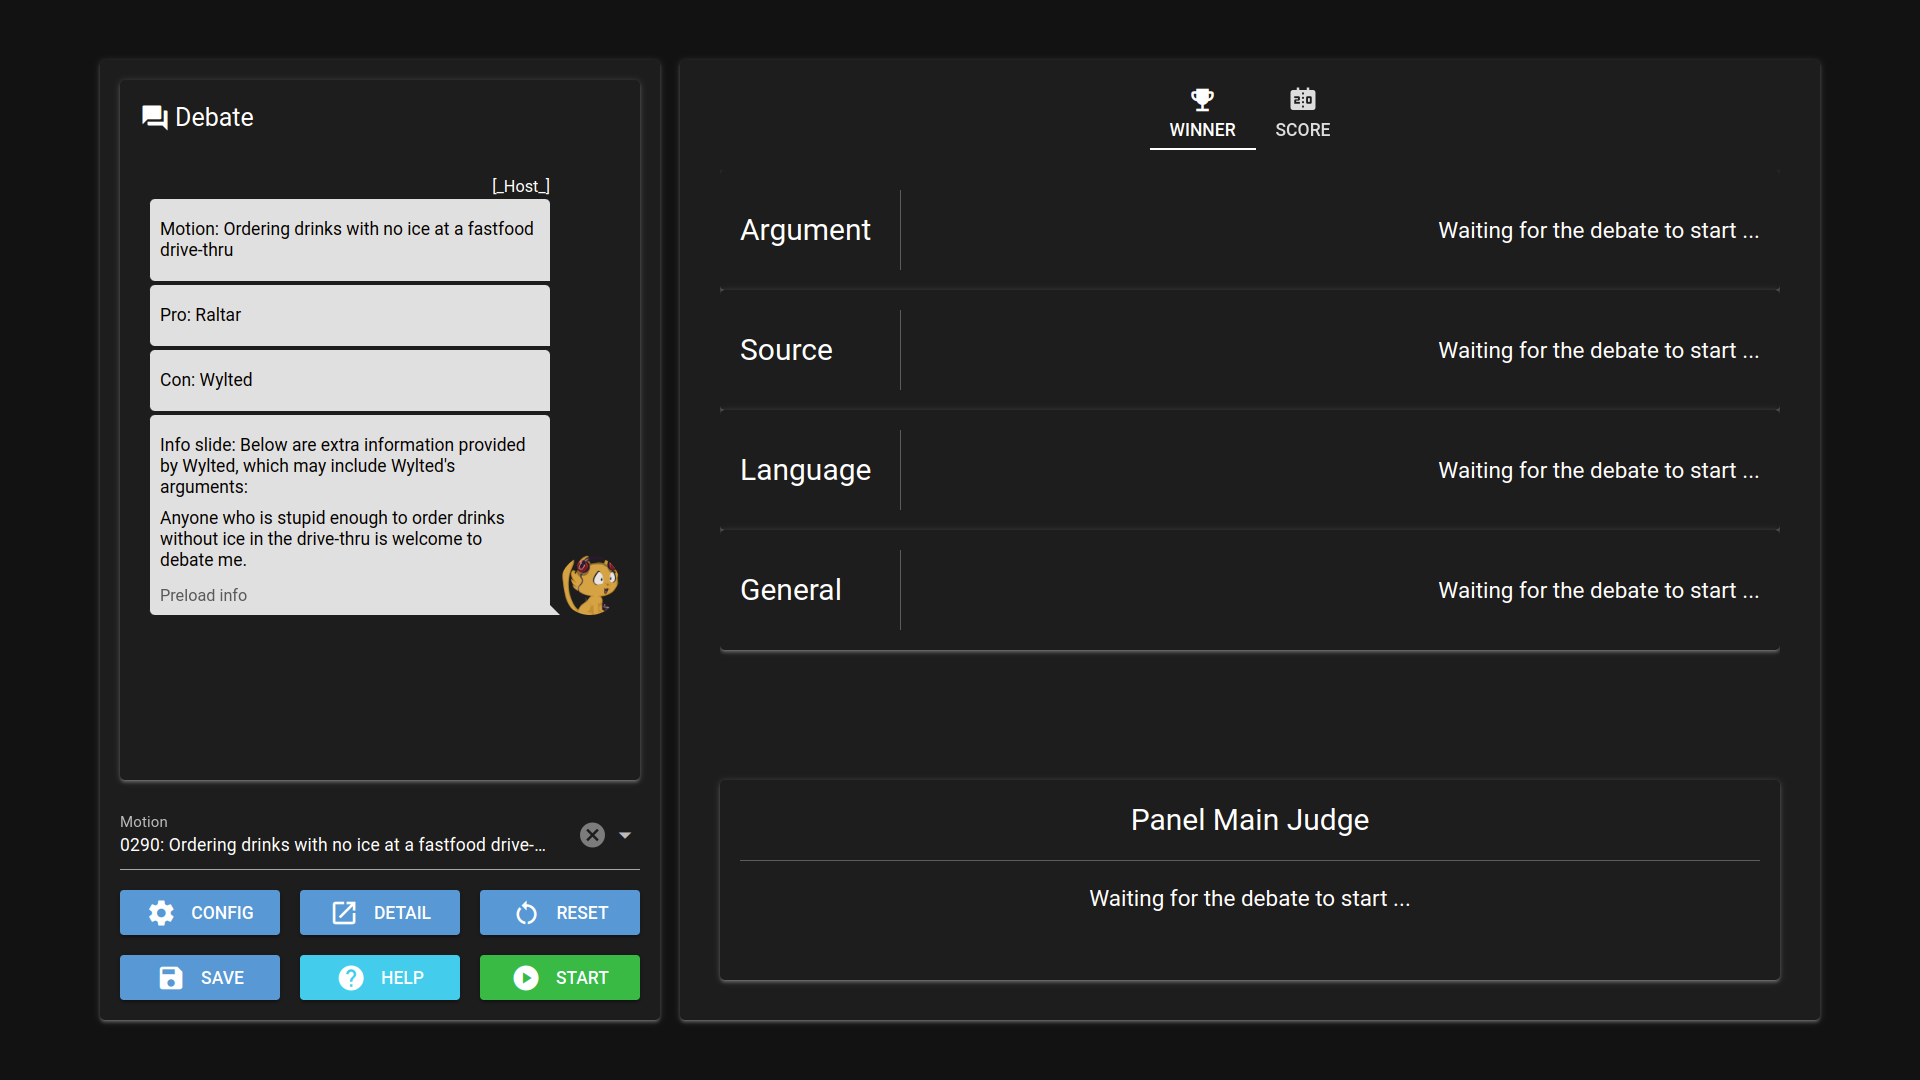 Debate
[_Host_]
Motion: Ordering drinks with no ice at a fastfood
drive-thru
Pro: Raltar
Con: Wylted
Info slide: Below are extra information provided
by Wylted, which may include Wylted's
arguments:
Anyone who is stupid enough to order drinks
without ice in the drive-thru is welcome to
debate me.
Preload info
Motion
0290: Ordering drinks with no ice at a fastfood drive-...
CONFIG
DETAIL
RESET
SAVE
HELP
START
2:0
WINNER
SCORE
Argument
Waiting for the debate to start ...
Source
Waiting for the debate to start ...
Language
Waiting for the debate to start ...
General
Waiting for the debate to start ...
Panel Main Judge
Waiting for the debate to start ...